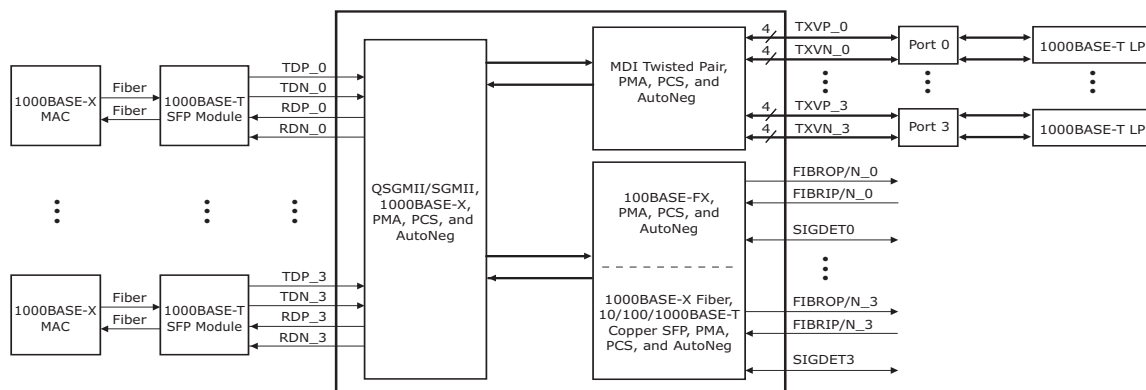 1000BASE-X
MAC
Fiber
Fiber
1000BASE-T
SFP Module
TDP_0
TDN_0
RDP_0
RDN_0
1000BASE-X
MAC
Fiber
Fiber
1000BASE-T
SFP Module
TDP_3
TDN_3
RDP_3
RDN_3
QSGMII/SGMII,
1000BASE-X,
PMA, PCS, and
AutoNeg
MDI Twisted Pair,
PMA, PCS, and
AutoNeg
4 TXVP_0
4 TXVN_0
4 TXVP_3
4 TXVN_3
Port 0
Port 3
1000BASE-T LP
1000BASE-T LP
100BASE-FX,
PMA, PCS, and
AutoNeg
1000BASE-X Fiber,
10/100/1000BASE-T
Copper SFP, PMA,
PCS, and AutoNeg
FIBROP/N_0
FIBRIP/N_0
SIGDET0
FIBROP/N_3
FIBRIP/N_3
SIGDET3